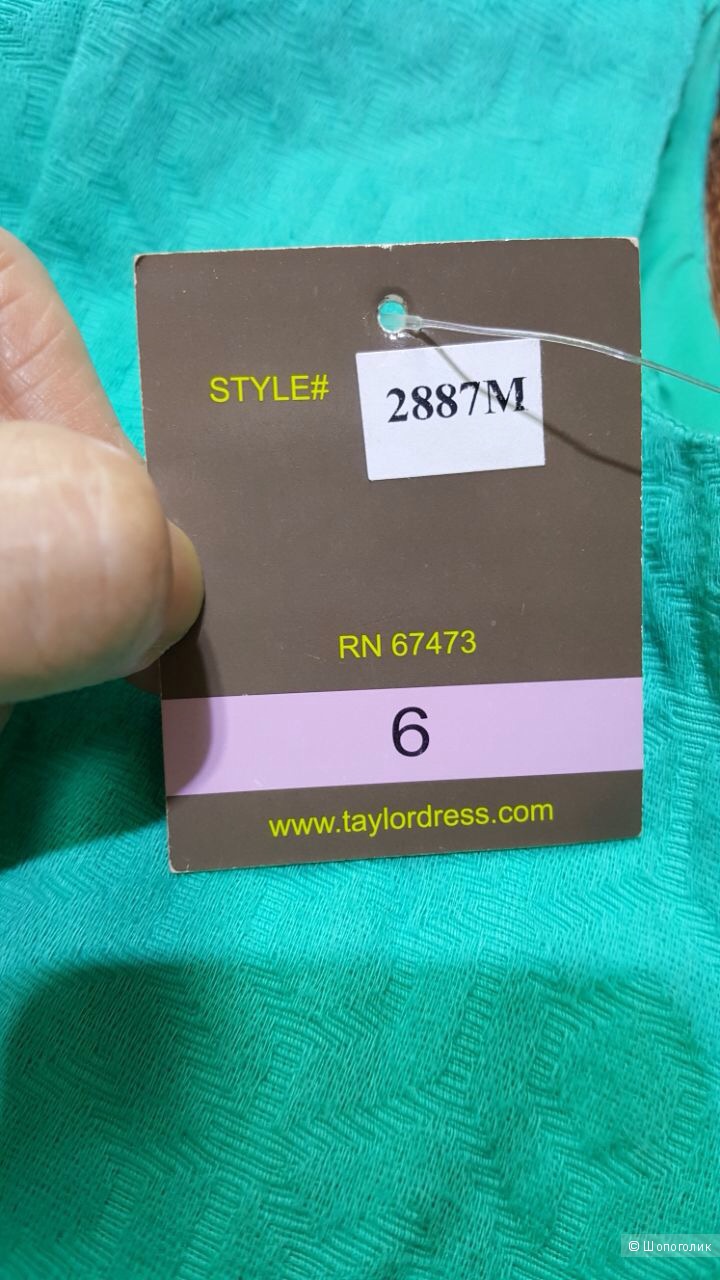 STYLE# 2887M
RN 67473
6
www.taylordress.com
© Шопоголик